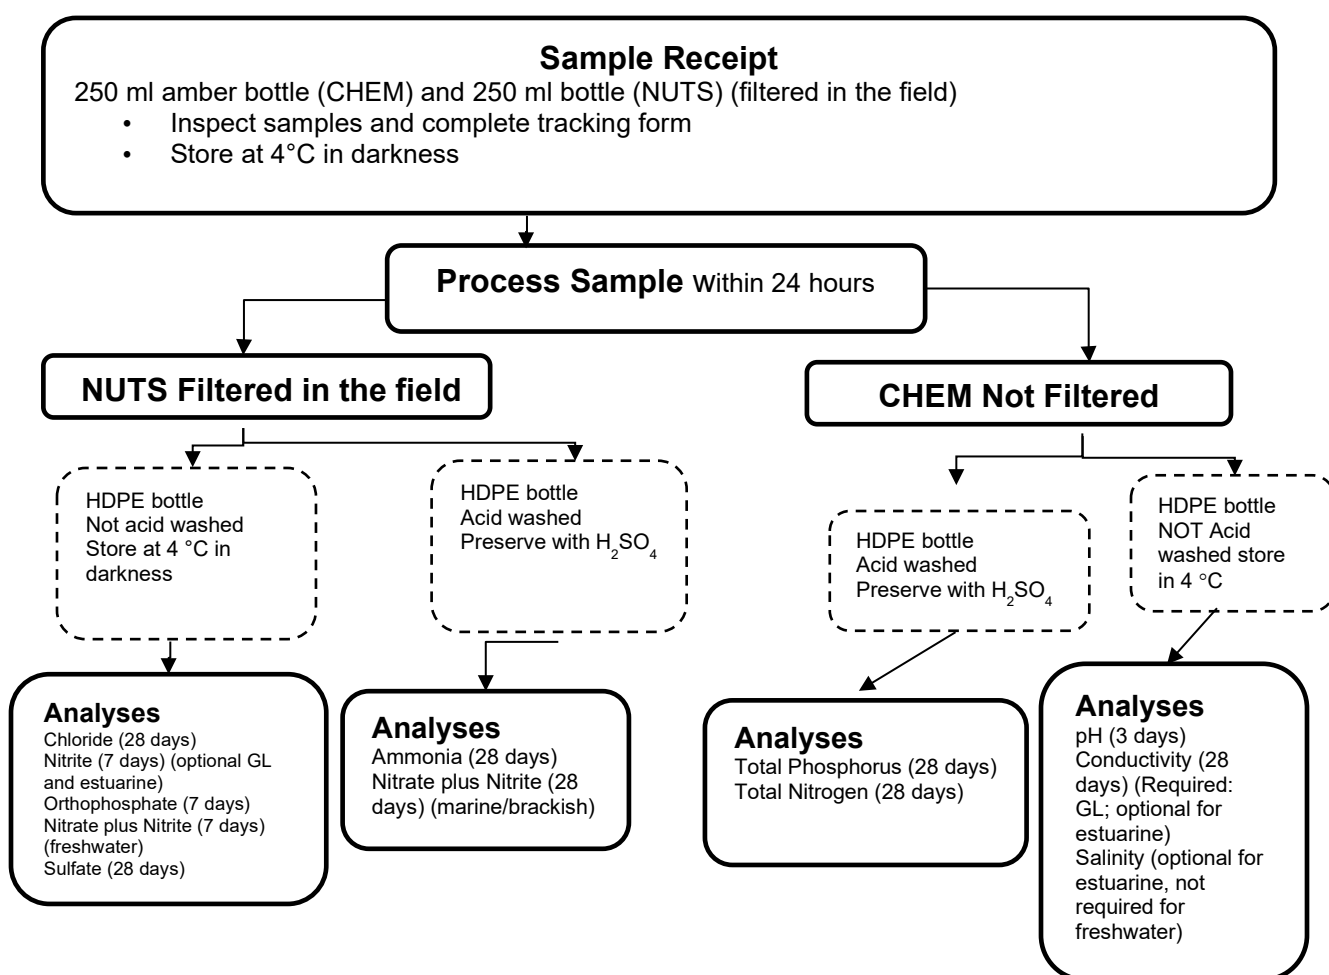 Sample Receipt
250 ml amber bottle (CHEM) and 250 ml bottle (NUTS) (filtered in the field)
• Inspect samples and complete tracking form
• Store at 4°C in darkness
Process Sample within 24 hours
NUTS Filtered in the field
CHEM Not Filtered
HDPE bottle
Not acid washed
Store at 4 °C in
darkness
HDPE bottle
Acid washed
Preserve with H2SO4
HDPE bottle
Acid washed
Preserve with H2SO4
HDPE bottle
NOT Acid
washed store
in 4 °C
Analyses
Chloride (28 days)
Nitrite (7 days) (optional GL
and estuarine)
Orthophosphate (7 days)
Nitrate plus Nitrite (7 days)
(freshwater)
Sulfate (28 days)
Analyses
Ammonia (28 days)
Nitrate plus Nitrite (28
days) (marine/brackish)
Analyses
Total Phosphorus (28 days)
Total Nitrogen (28 days)
Analyses
pH (3 days)
Conductivity (28
days) (Required:
GL; optional for
estuarine)
Salinity (optional for
estuarine, not
required for
freshwater)